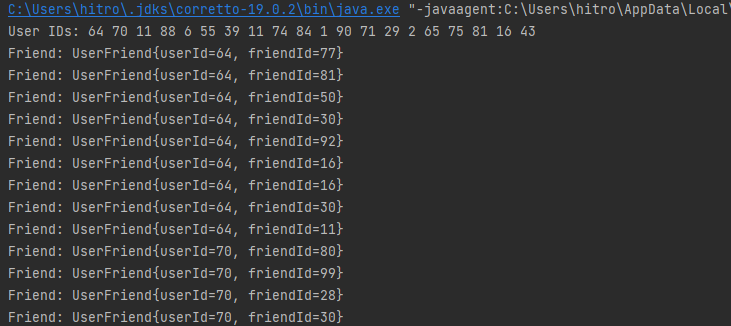 C:\Users\hitro\.jdks\corretto-19.0.2\bin\java.exe "-javaagent:C:\Users\hitro\AppData\Local\
User IDs: 64 70 11 88 6 55 39 11 74 84 1 90 71 29 2 65 75 81 16 43
Friend: UserFriend{userId=64, friendId=77}
Friend: UserFriend{userId=64, friendId=81}
Friend: UserFriend{userId=64, friendId=50}
Friend: UserFriend{userId=64, friendId=30}
Friend: UserFriend{userId=64, friendId=92}
Friend: UserFriend{userId=64, friendId=16}
Friend: UserFriend{userId=64, friendId=16}
Friend: UserFriend{userId=64, friendId=30}
Friend: UserFriend{userId=64, friendId=11}
Friend: UserFriend{userId=70, friendId=80}
Friend: UserFriend{userId=70, friendId=99}
Friend: UserFriend{userId=70, friendId=28}
Friend: UserFriend{userId=70, friendId=30}